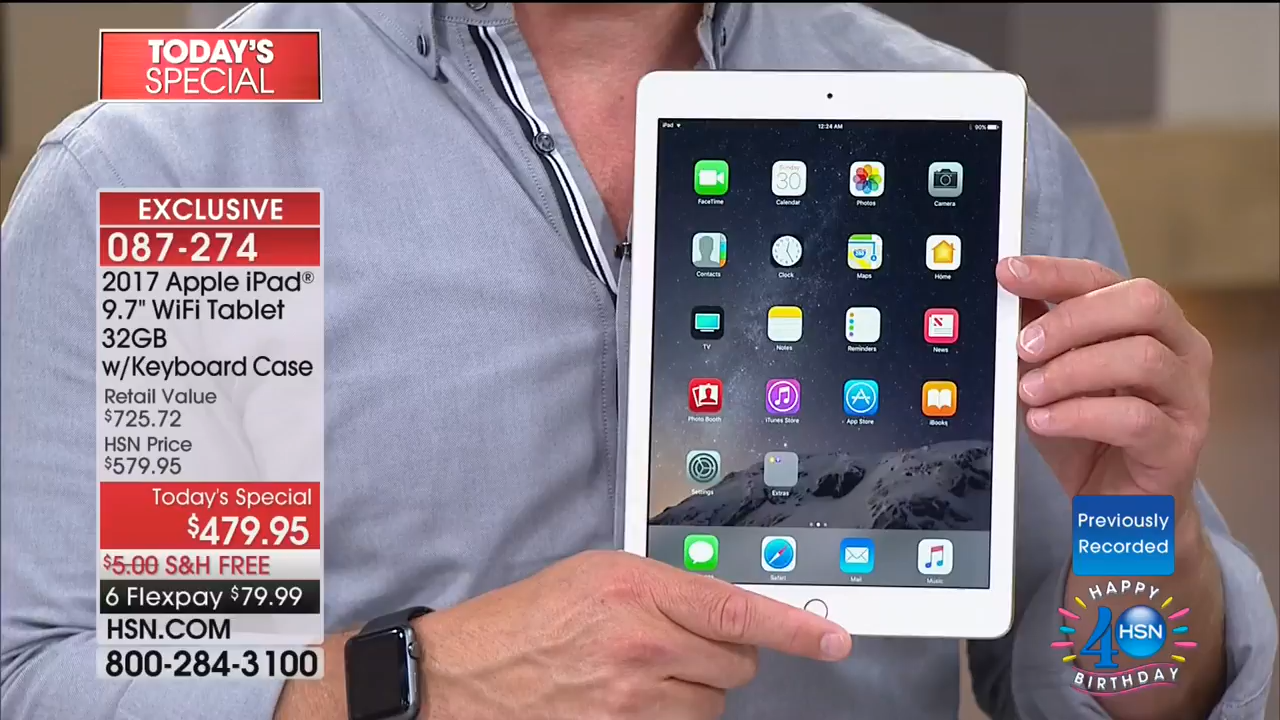 TODAY'S
SPECIAL
EXCLUSIVE
087-274
2017 Apple iPad®
9.7" WiFi Tablet
32GB
w/Keyboard Case
Retail Value
$725.72
HSN Price
$579.95
Today's Special
$479.95
$5.00 S&H FREE
6 Flexpay $79.99
HSN.COM
800-284-3100
iPad 12:24 AM 90%
Sunday
30
FaceTime Calendar Photos Camera
Contacts Clock Maps Home
TV Notes Reminders News
Photo Booth iTunes Store App Store iBooks
Settings Extras
Safari Mail Music
Previously
Recorded
HAPPY
40
HSN
BIRTHDAY